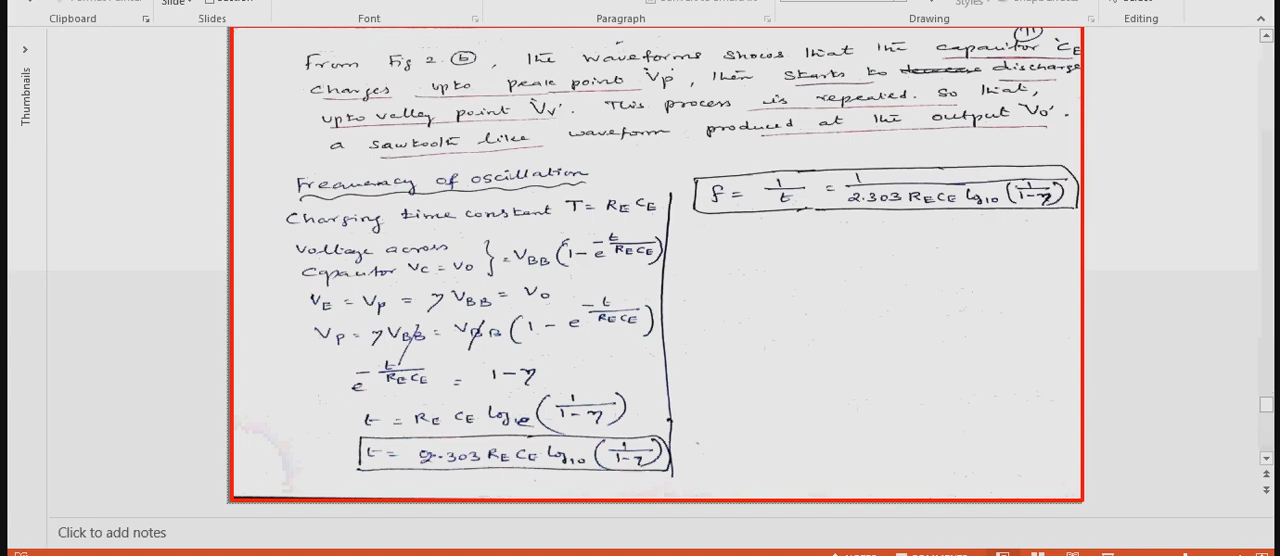 Slide
Section
Clipboard
Slides
Font
Paragraph
Drawing
Editing
Thumbnails
(11)
From Fig 2. (b), The waveforms shows that the capacitor 'CE
charges upto peak point 'Vp', then starts to discharge
upto valley point 'Vv'. This process is repeated. So that,
a sawtooth like waveform produced at the output 'Vo'.
Frequency of oscillation
Charging time constant T = RE CE
Voltage across
Capacitor Vc = Vo } = VBB (1 - e^(-t/RECE))
VE = Vp = η VBB = Vo
Vp = η VBB = VBB (1 - e^(-t/RECE))
e^(-t/RECE) = 1 - η
t = RE CE loge (1/(1-η))
t = 2.303 RE CE log10 (1/(1-η))
f = 1/t = 1/(2.303 RECE log10 (1/(1-η)))
Click to add notes